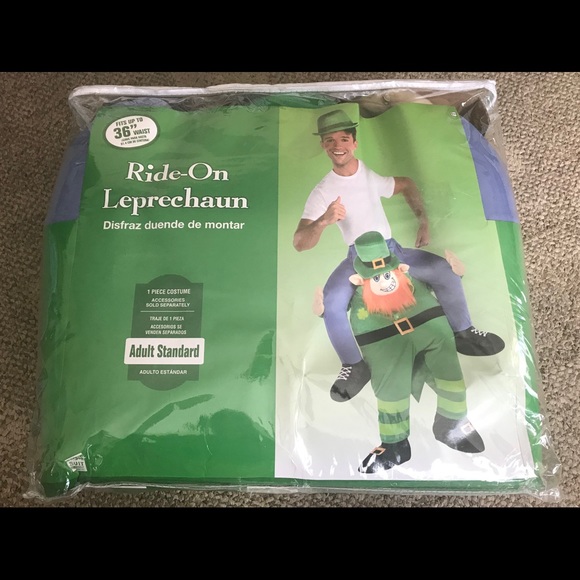 FITS UP TO
36" WAIST
Ride-On
Leprechaun
Disfraz duende de montar
1 PIECE COSTUME
ACCESSORIES
SOLD SEPARATELY
TRAJE DE 1 PIEZA
ACCESORIOS SE
VENDEN SEPARADOS
Adult Standard
ADULTO ESTÁNDAR